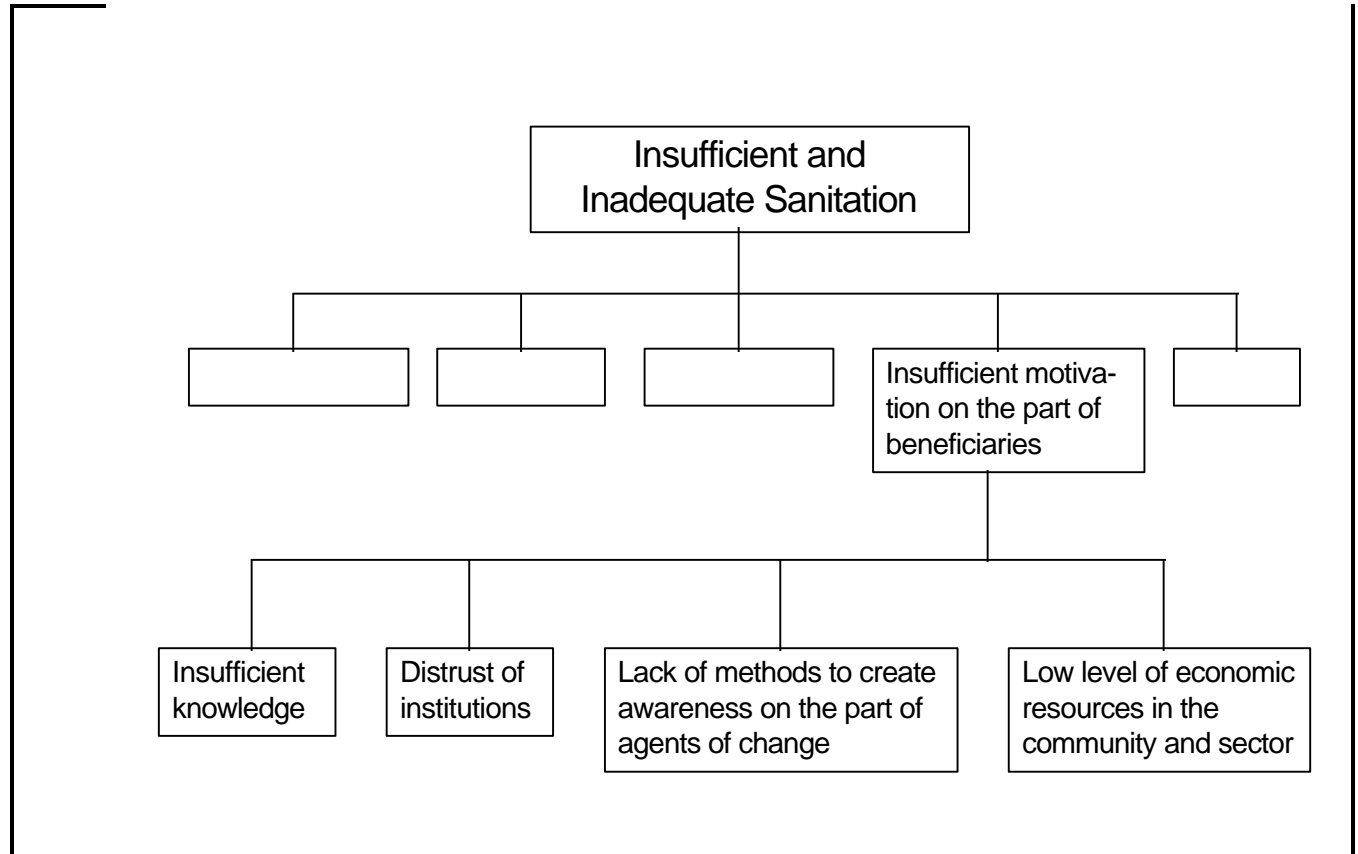 Insufficient and
Inadequate Sanitation
Insufficient motiva-
tion on the part of
beneficiaries
Insufficient
knowledge
Distrust of
institutions
Lack of methods to create
awareness on the part of
agents of change
Low level of economic
resources in the
community and sector